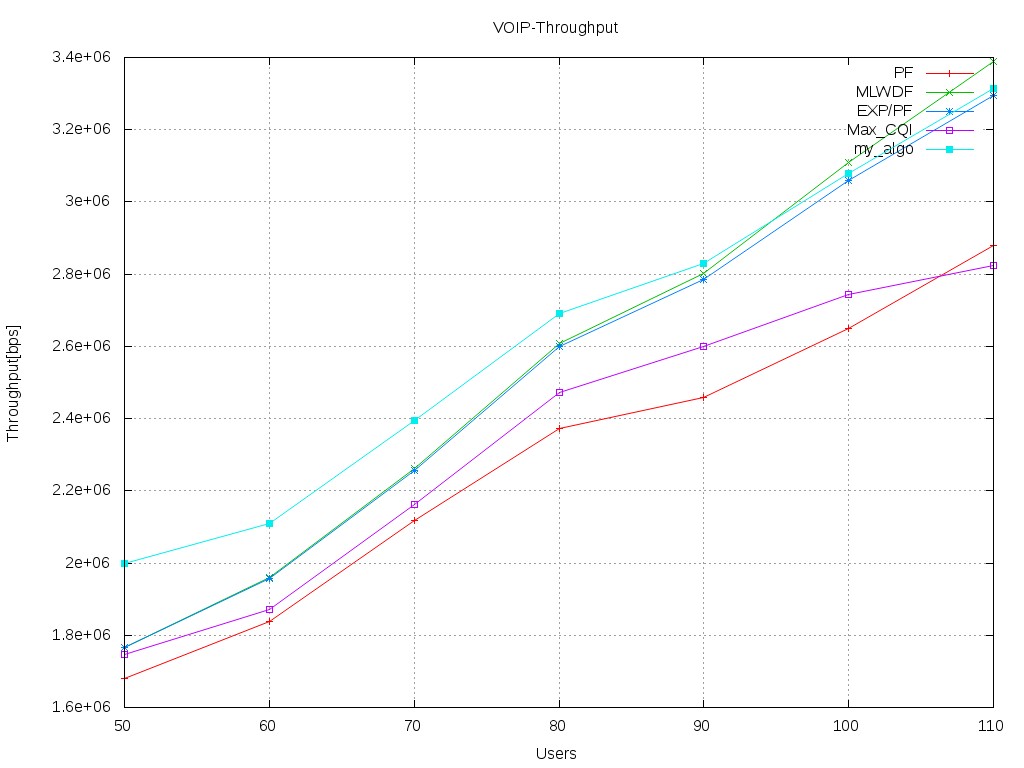 VOIP-Throughput
3.4e+06
3.2e+06
3e+06
2.8e+06
2.6e+06
2.4e+06
2.2e+06
2e+06
1.8e+06
1.6e+06
Throughput[bps]
PF
MLWDF
EXP/PF
Max_CQI
my_algo
50 60 70 80 90 100 110
Users